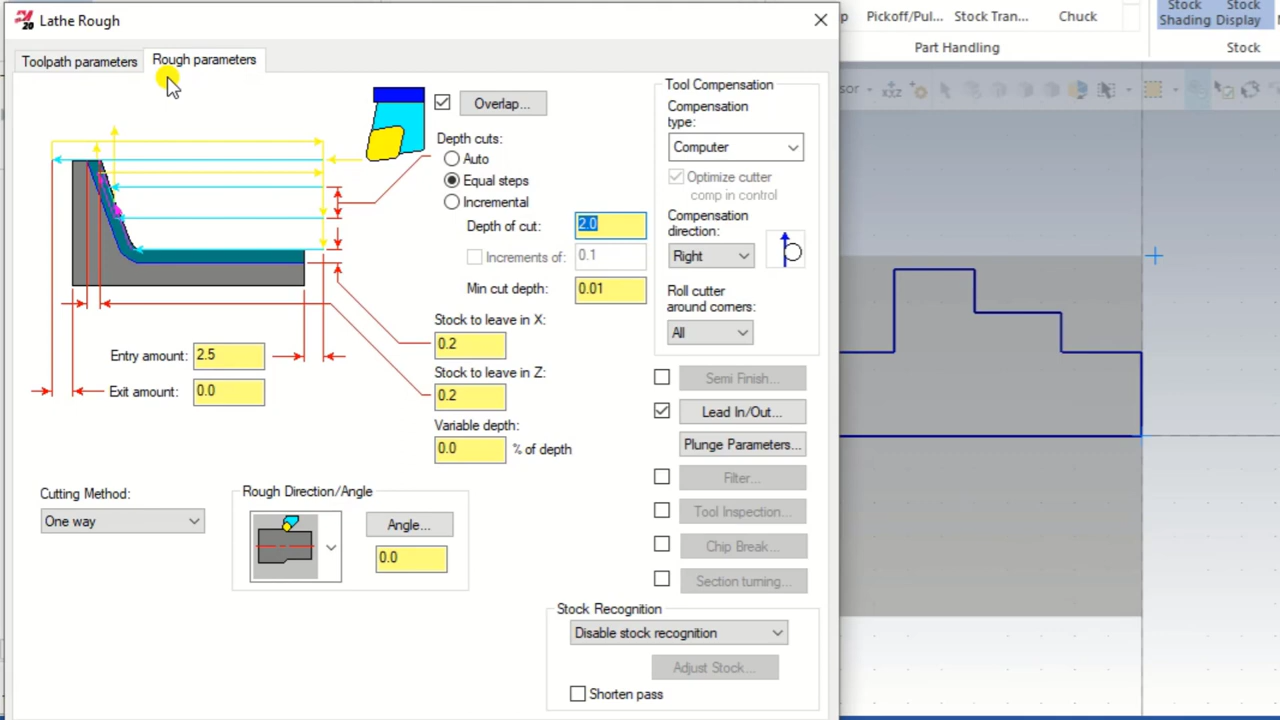 20
Lathe Rough
Toolpath parameters
Rough parameters
Overlap...
Depth cuts:
Auto
Equal steps
Incremental
Depth of cut:
2.0
Increments of:
0.1
Min cut depth:
0.01
Stock to leave in X:
0.2
Stock to leave in Z:
0.2
Variable depth:
0.0
% of depth
Entry amount:
2.5
Exit amount:
0.0
Cutting Method:
One way
Rough Direction/Angle
Angle...
0.0
Tool Compensation
Compensation
type:
Computer
Optimize cutter
comp in control
Compensation
direction:
Right
Roll cutter
around corners:
All
Semi Finish...
Lead In/Out...
Plunge Parameters...
Filter...
Tool Inspection...
Chip Break...
Section turning...
Stock Recognition
Disable stock recognition
Adjust Stock...
Shorten pass
Pickoff/Pul...
Stock Tran...
Chuck
Part Handling
Stock
Shading
Stock
Display
Stock